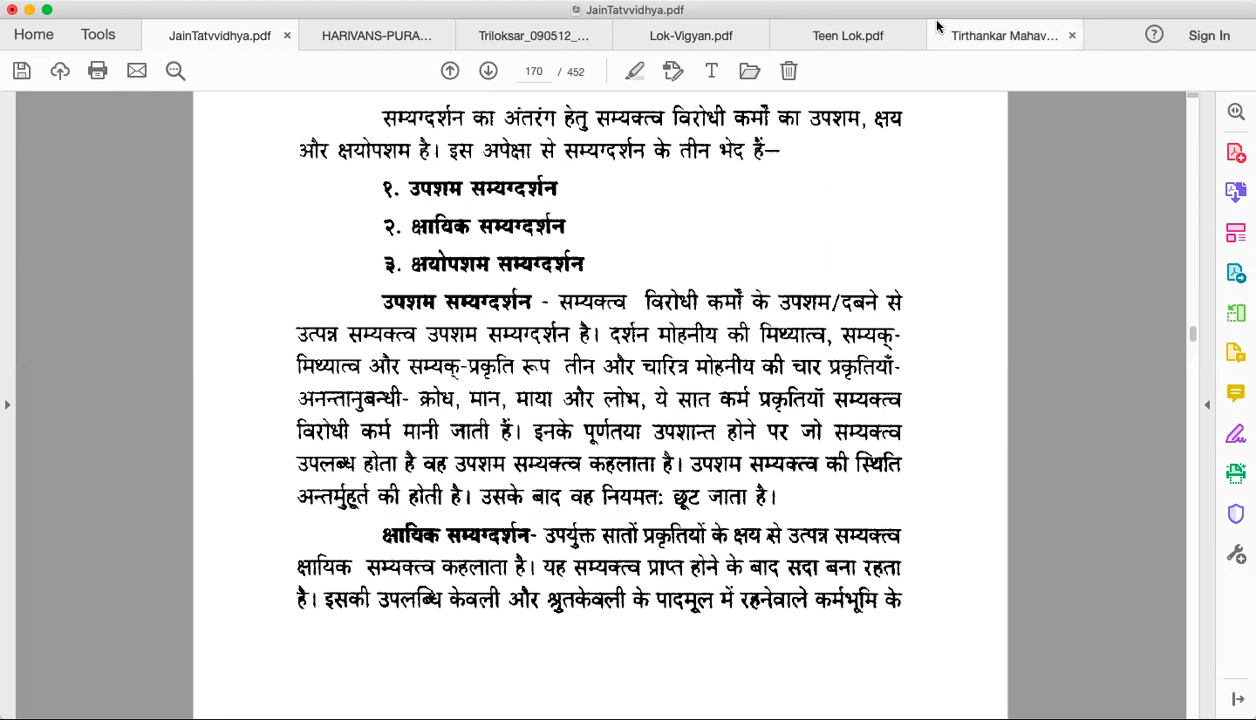 JainTatvvidhya.pdf
Home Tools JainTatvvidhya.pdf × HARIVANS-PURA... Triloksar_090512_... Lok-Vigyan.pdf Teen Lok.pdf Tirthankar Mahav... × ? Sign In
170 / 452
सम्यग्दर्शन का अंतरंग हेतु सम्यक्त्व विरोधी कर्मों का उपशम, क्षय
और क्षयोपशम है। इस अपेक्षा से सम्यग्दर्शन के तीन भेद हैं—
१. उपशम सम्यग्दर्शन
२. क्षायिक सम्यग्दर्शन
३. क्षयोपशम सम्यग्दर्शन
उपशम सम्यग्दर्शन - सम्यक्त्व विरोधी कर्मों के उपशम/दबने से
उत्पन्न सम्यक्त्व उपशम सम्यग्दर्शन है। दर्शन मोहनीय की मिथ्यात्व, सम्यक्-
मिथ्यात्व और सम्यक्-प्रकृति रूप तीन और चारित्र मोहनीय की चार प्रकृतियाँ-
अनन्तानुबन्धी- क्रोध, मान, माया और लोभ, ये सात कर्म प्रकृतियाँ सम्यक्त्व
विरोधी कर्म मानी जाती हैं। इनके पूर्णतया उपशान्त होने पर जो सम्यक्त्व
उपलब्ध होता है वह उपशम सम्यक्त्व कहलाता है। उपशम सम्यक्त्व की स्थिति
अन्तर्मुहूर्त की होती है। उसके बाद वह नियमतः छूट जाता है।
क्षायिक सम्यग्दर्शन- उपर्युक्त सातों प्रकृतियों के क्षय से उत्पन्न सम्यक्त्व
क्षायिक सम्यक्त्व कहलाता है। यह सम्यक्त्व प्राप्त होने के बाद सदा बना रहता
है। इसकी उपलब्धि केवली और श्रुतकेवली के पादमूल में रहनेवाले कर्मभूमि के